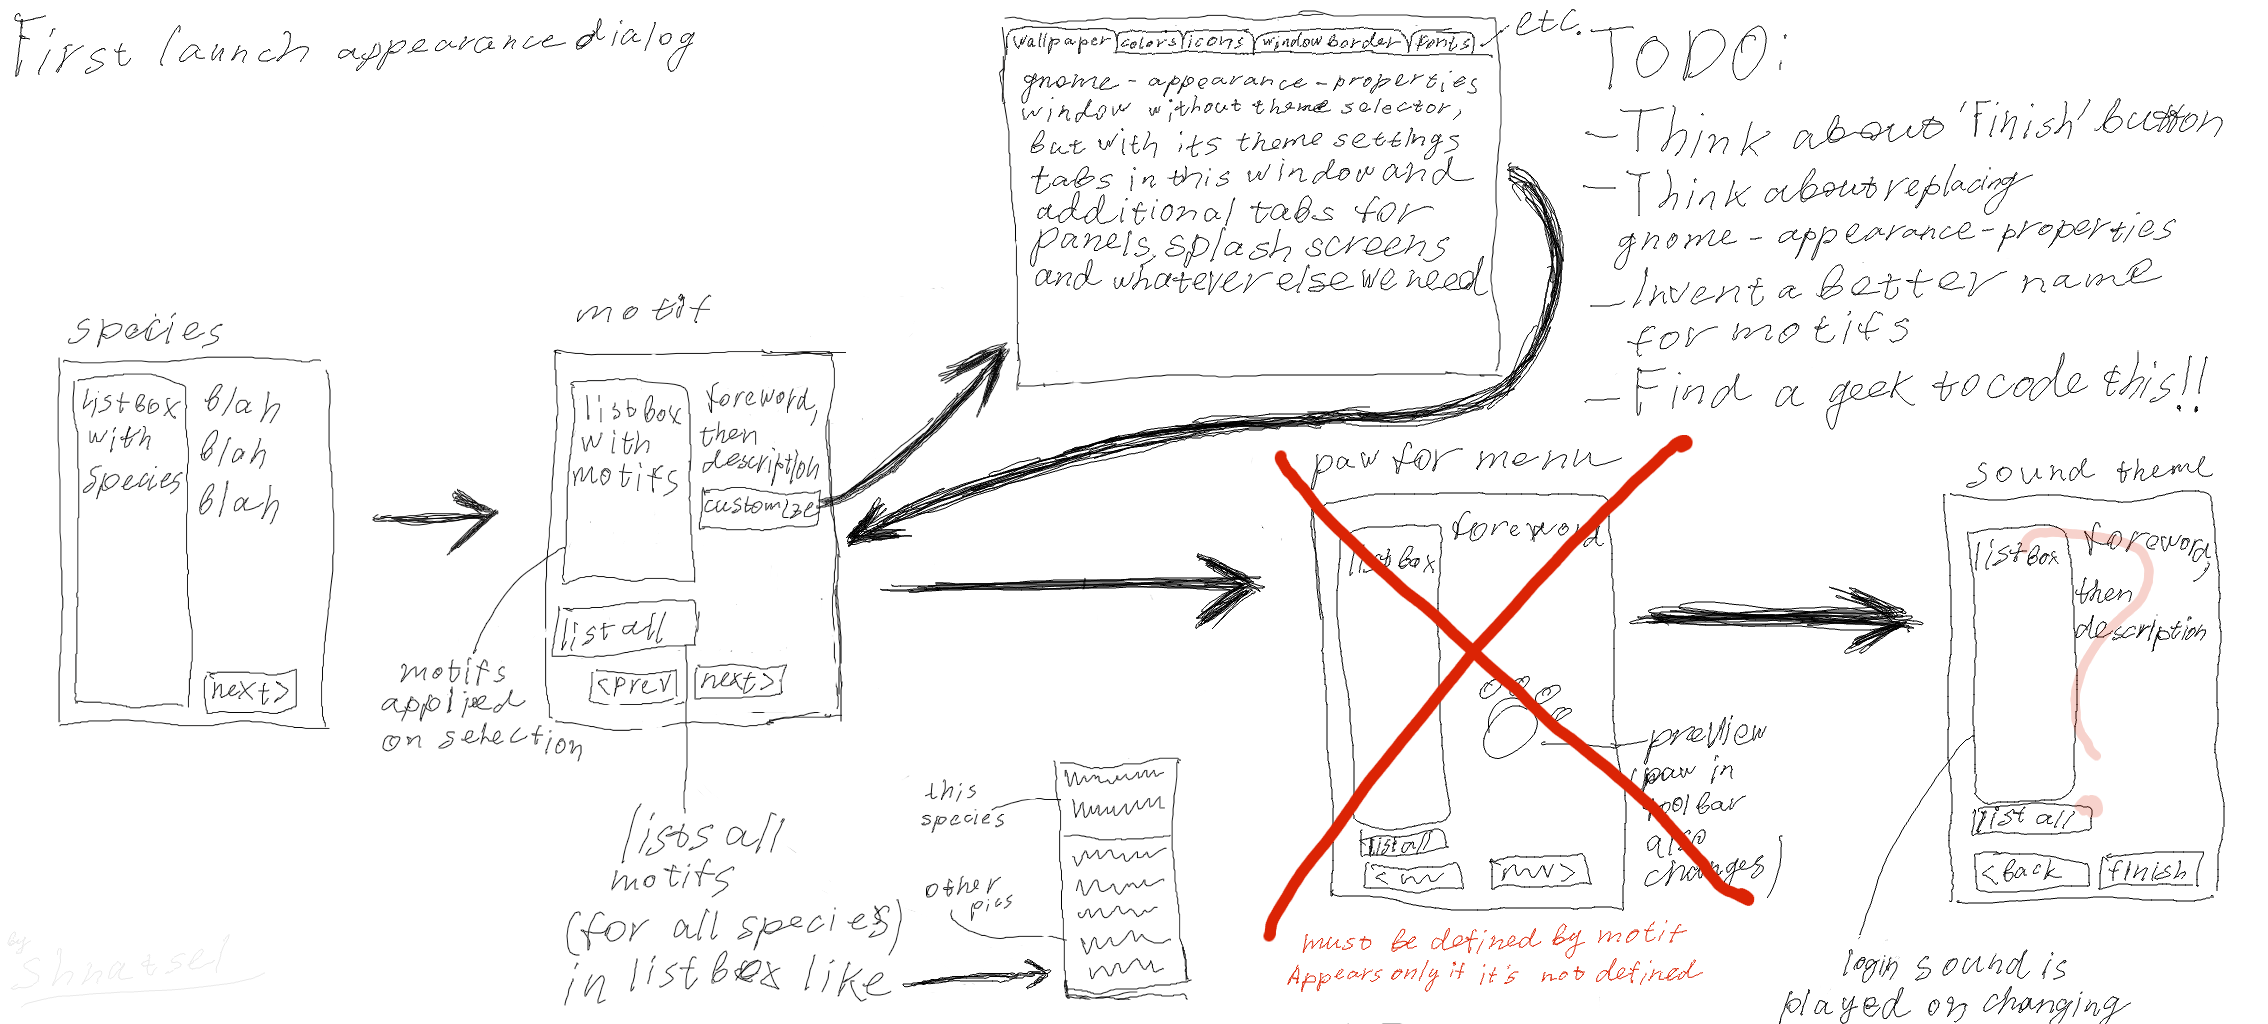 First launch appearance dialog
wallpaper colors icons window border fonts
etc.
gnome-appearance-properties
window without theme selector,
but with its theme settings
tabs in this window and
additional tabs for
panels, splash screens
and whatever else we need
TODO:
- Think about 'Finish' button
- Think about replacing
gnome-appearance-properties
- Invent a better name
for motifs
- Find a geek to code this!!
species
listbox
with
species
blah
blah
blah
next>
motif
listbox
with
motifs
foreword,
then
description
customize
list all
<prev
next>
motifs
applied
on selection
lists all
motifs
(for all species)
in listbox like
this
species
other
paw for menu
listbox
foreword
list all
preview
(paw in
toolbar
also
changes)
must be defined by motif
Appears only if it's not defined
sound theme
listbox
foreword,
then
description
?
list all
<back
finish
login sound is
played on changing
by
Shnatsel